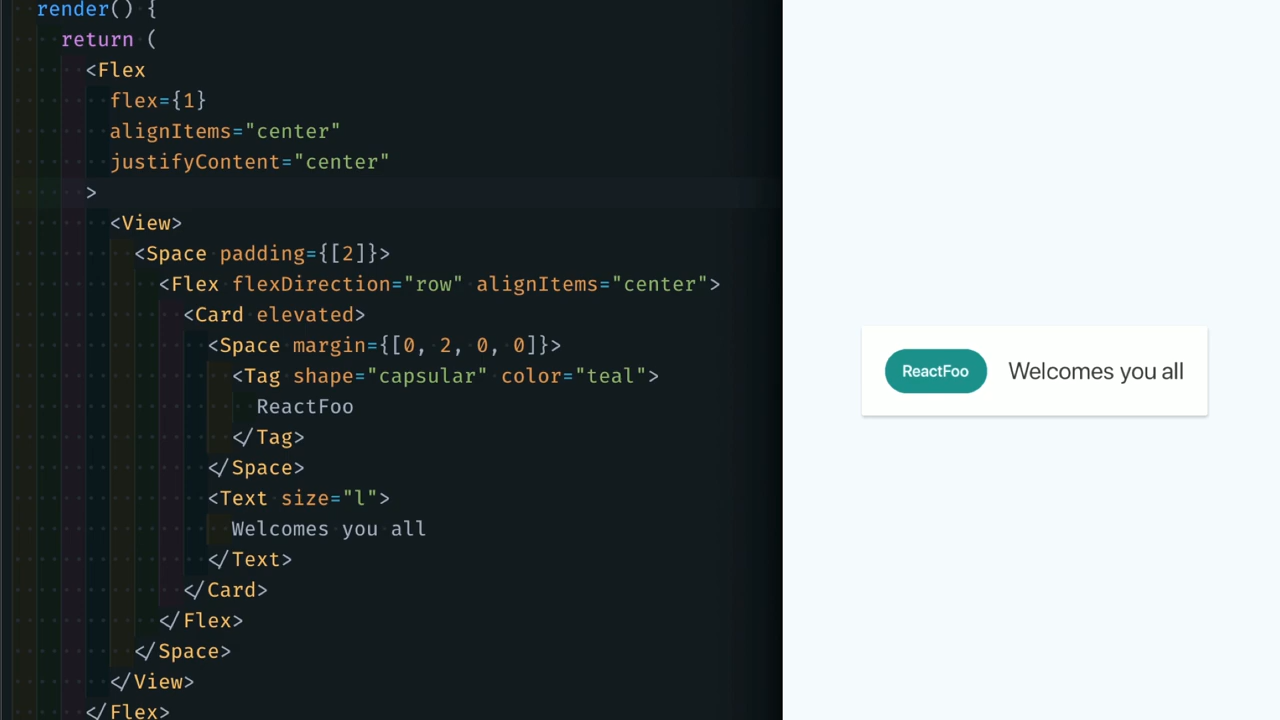 render() {
return (
<Flex
flex={1}
alignItems="center"
justifyContent="center"
>
<View>
<Space padding={[2]}>
<Flex flexDirection="row" alignItems="center">
<Card elevated>
<Space margin={[0, 2, 0, 0]}>
<Tag shape="capsular" color="teal">
ReactFoo
</Tag>
</Space>
<Text size="l">
Welcomes you all
</Text>
</Card>
</Flex>
</Space>
</View>
</Flex>
ReactFoo Welcomes you all